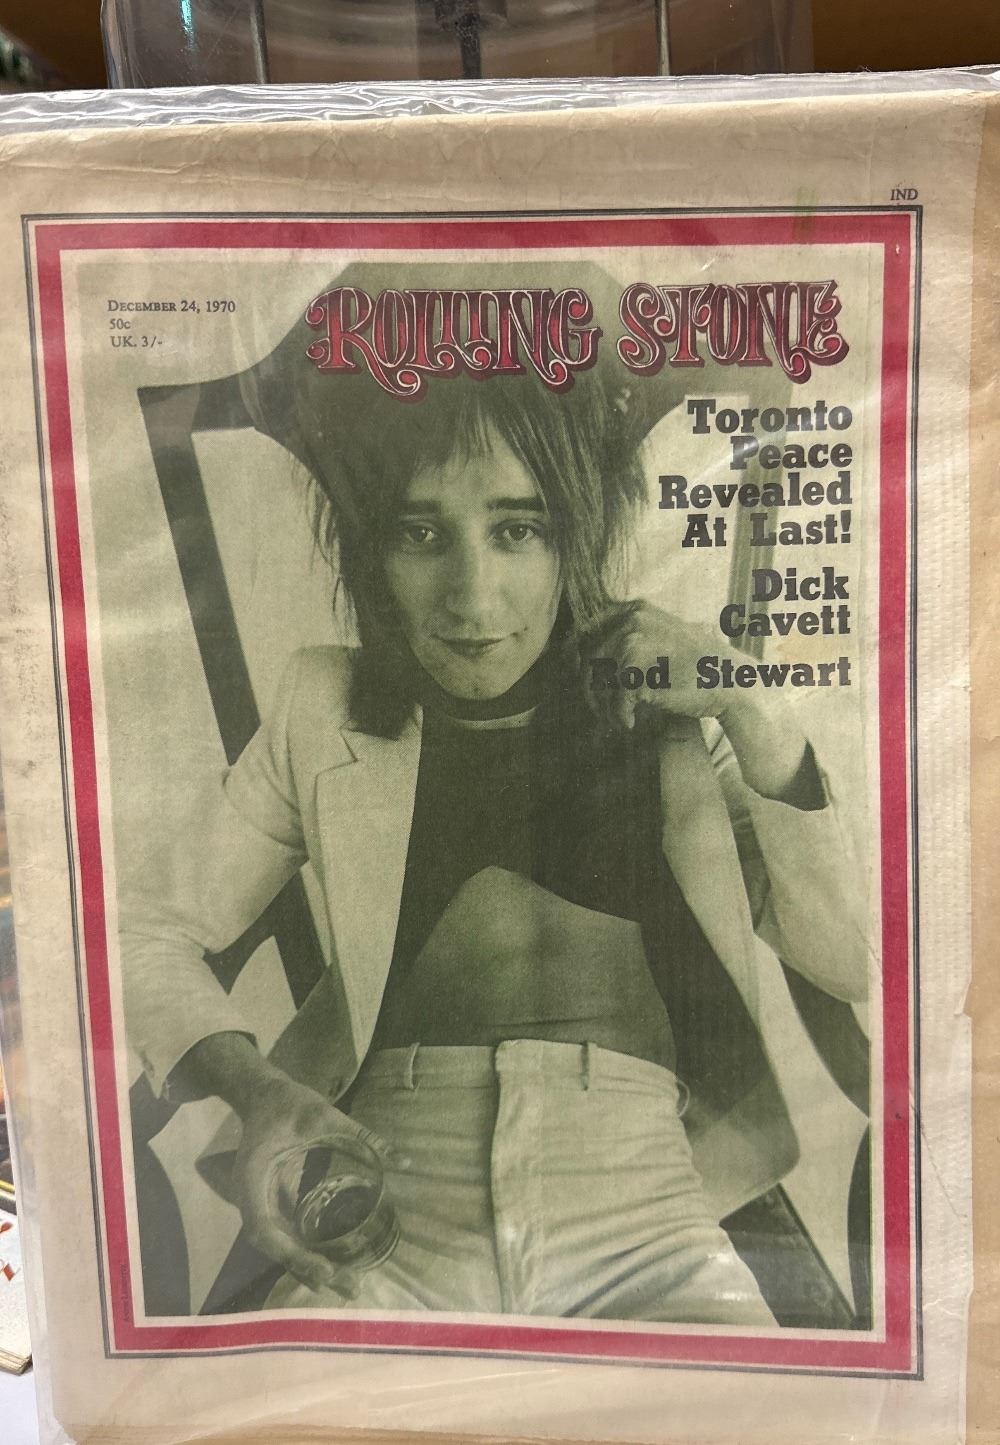 IND
DECEMBER 24, 1970
50c
UK. 3/-
ROLLING STONE
Toronto
Peace
Revealed
At Last!
Dick
Cavett
Rod Stewart